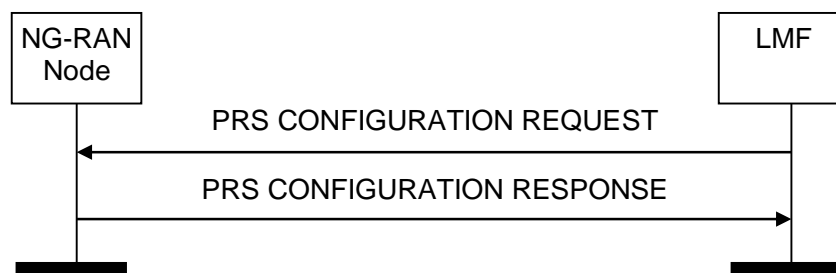 NG-RAN
Node
LMF
PRS CONFIGURATION REQUEST
PRS CONFIGURATION RESPONSE